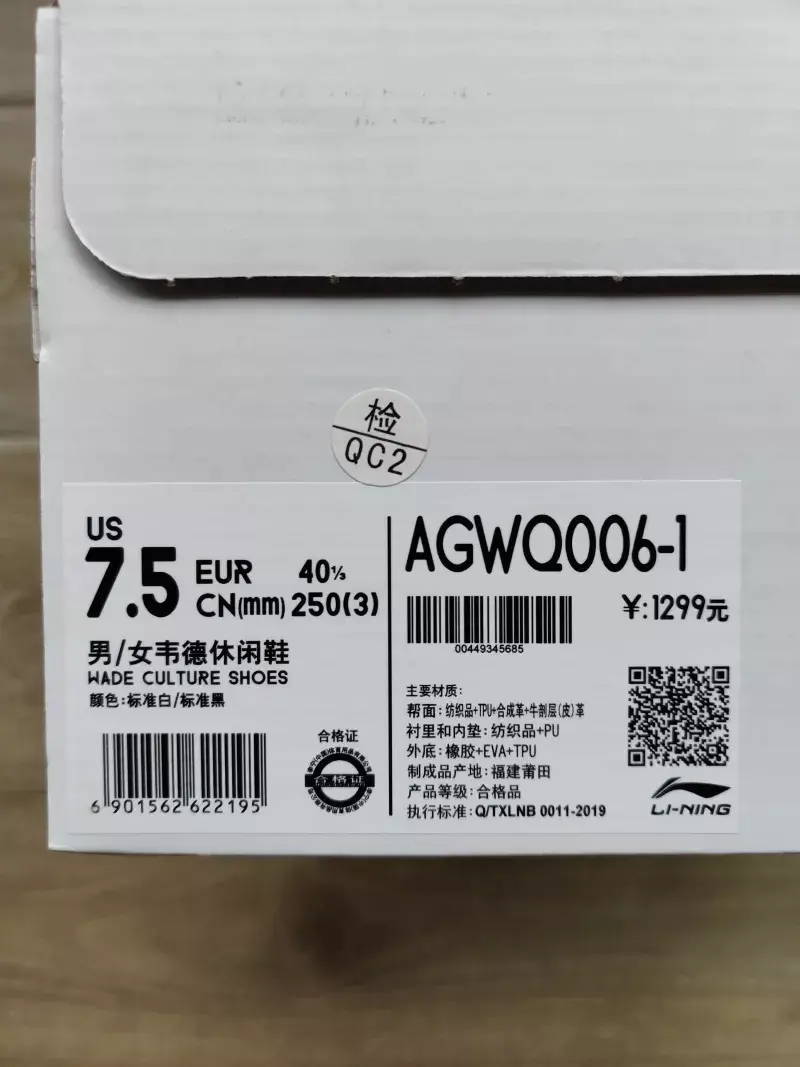 检
QC2
US
7.5
EUR 40⅓
CN(mm) 250(3)
男/女韦德休闲鞋
WADE CULTURE SHOES
颜色:标准白/标准黑
6 901562 622195
合格证
合格证
AGWQ006-1
00449345685
¥:1299元
主要材质:
帮面:纺织品+TPU+合成革+牛剖层(皮)革
衬里和内垫:纺织品+PU
外底:橡胶+EVA+TPU
制成品产地:福建莆田
产品等级:合格品
执行标准:Q/TXLNB 0011-2019
LI-NING